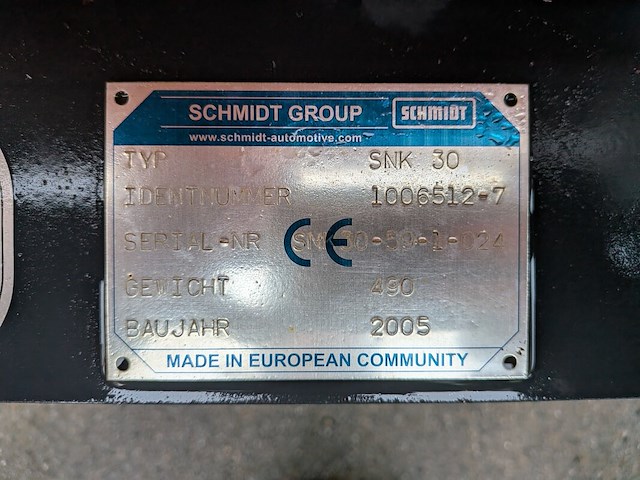 SCHMIDT GROUP SCHMIDT
www.schmidt-automotive.com
TYP SNK 30
IDENTNUMMER 1006512-7
SERIAL-NR
CE
GEWICHT 490
BAUJAHR 2005
MADE IN EUROPEAN COMMUNITY